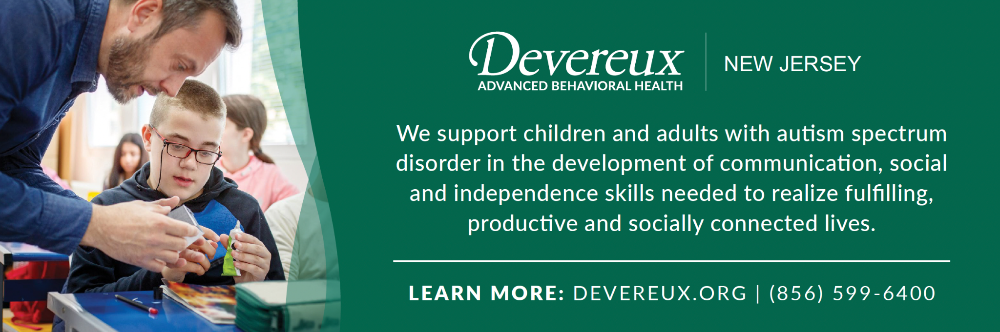 Devereux
ADVANCED BEHAVIORAL HEALTH
NEW JERSEY
We support children and adults with autism spectrum
disorder in the development of communication, social
and independence skills needed to realize fulfilling,
productive and socially connected lives.
LEARN MORE: DEVEREUX.ORG | (856) 599-6400